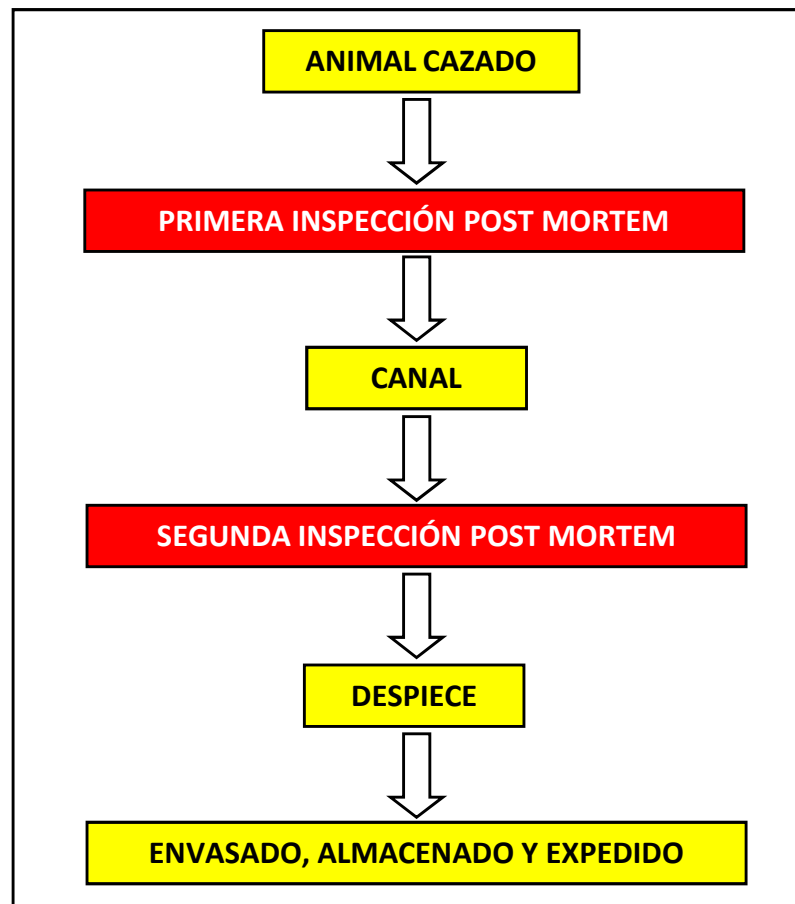 ANIMAL CAZADO
PRIMERA INSPECCIÓN POST MORTEM
CANAL
SEGUNDA INSPECCIÓN POST MORTEM
DESPIECE
ENVASADO, ALMACENADO Y EXPEDIDO